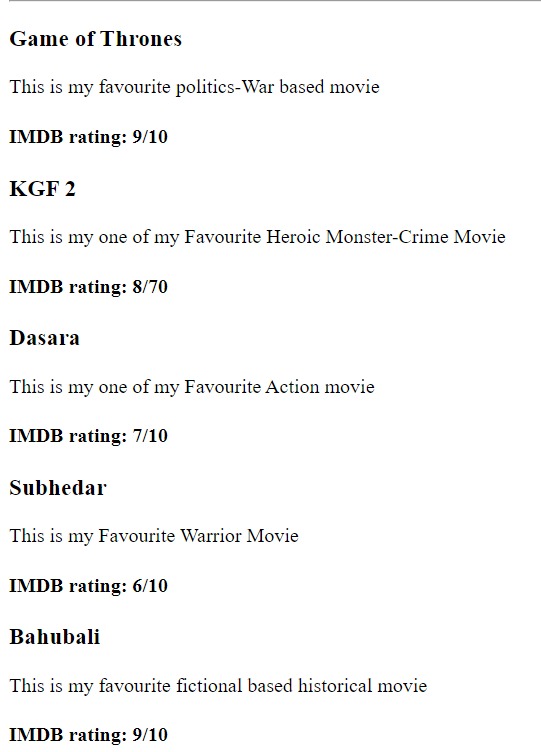 Game of Thrones
This is my favourite politics-War based movie
IMDB rating: 9/10
KGF 2
This is my one of my Favourite Heroic Monster-Crime Movie
IMDB rating: 8/70
Dasara
This is my one of my Favourite Action movie
IMDB rating: 7/10
Subhedar
This is my Favourite Warrior Movie
IMDB rating: 6/10
Bahubali
This is my favourite fictional based historical movie
IMDB rating: 9/10